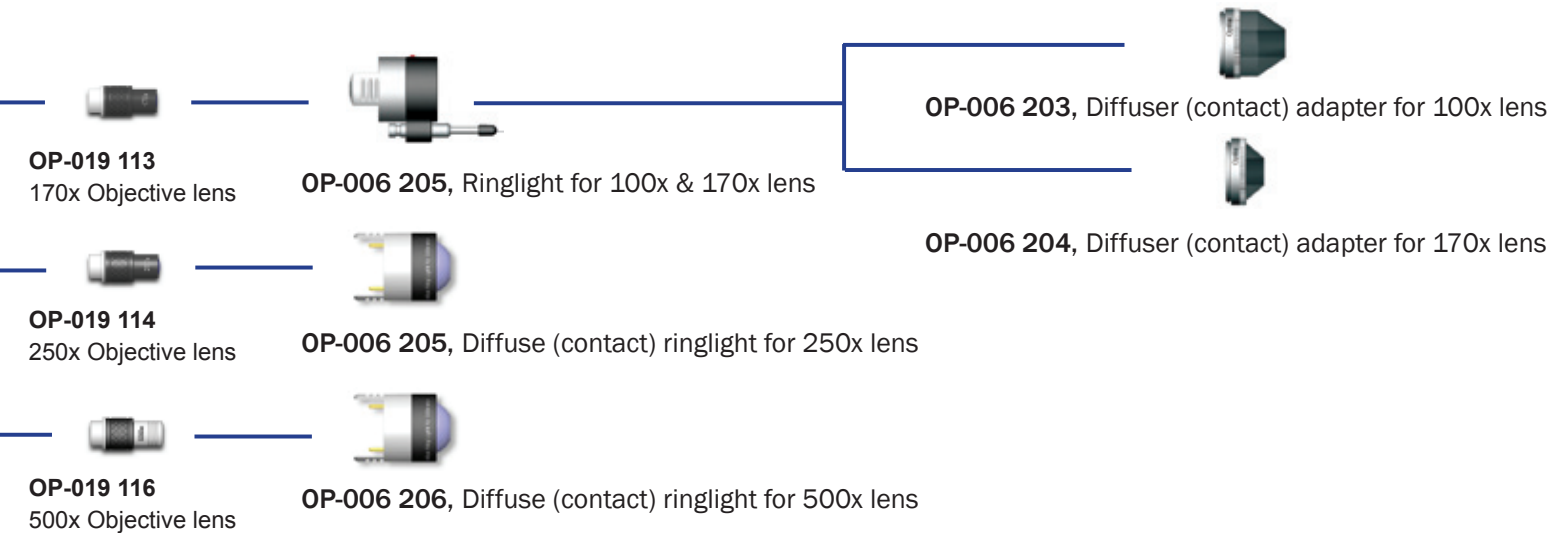 OP-006 203, Diffuser (contact) adapter for 100x lens
OP-019 113
170x Objective lens
OP-006 205, Ringlight for 100x & 170x lens
OP-006 204, Diffuser (contact) adapter for 170x lens
OP-019 114
250x Objective lens
OP-006 205, Diffuse (contact) ringlight for 250x lens
OP-019 116
500x Objective lens
OP-006 206, Diffuse (contact) ringlight for 500x lens